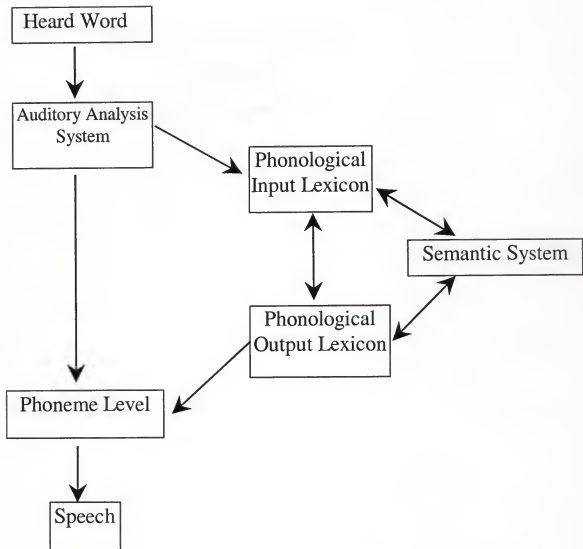 Heard Word
Auditory Analysis
System
Phonological
Input Lexicon
Semantic System
Phonological
Output Lexicon
Phoneme Level
Speech